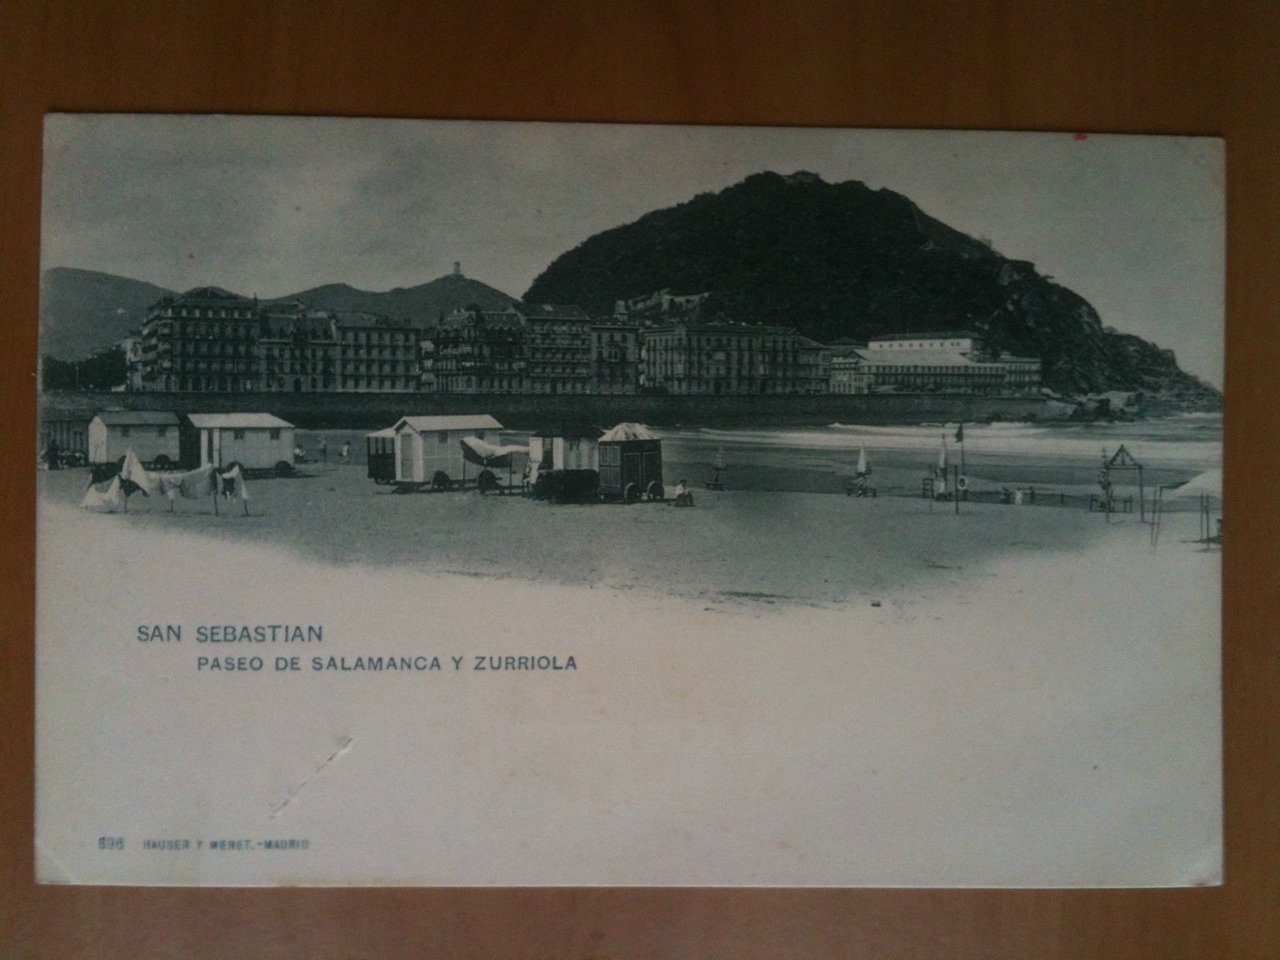 SAN SEBASTIAN
PASEO DE SALAMANCA Y ZURRIOLA
HAUSER Y MENET.-MADRID